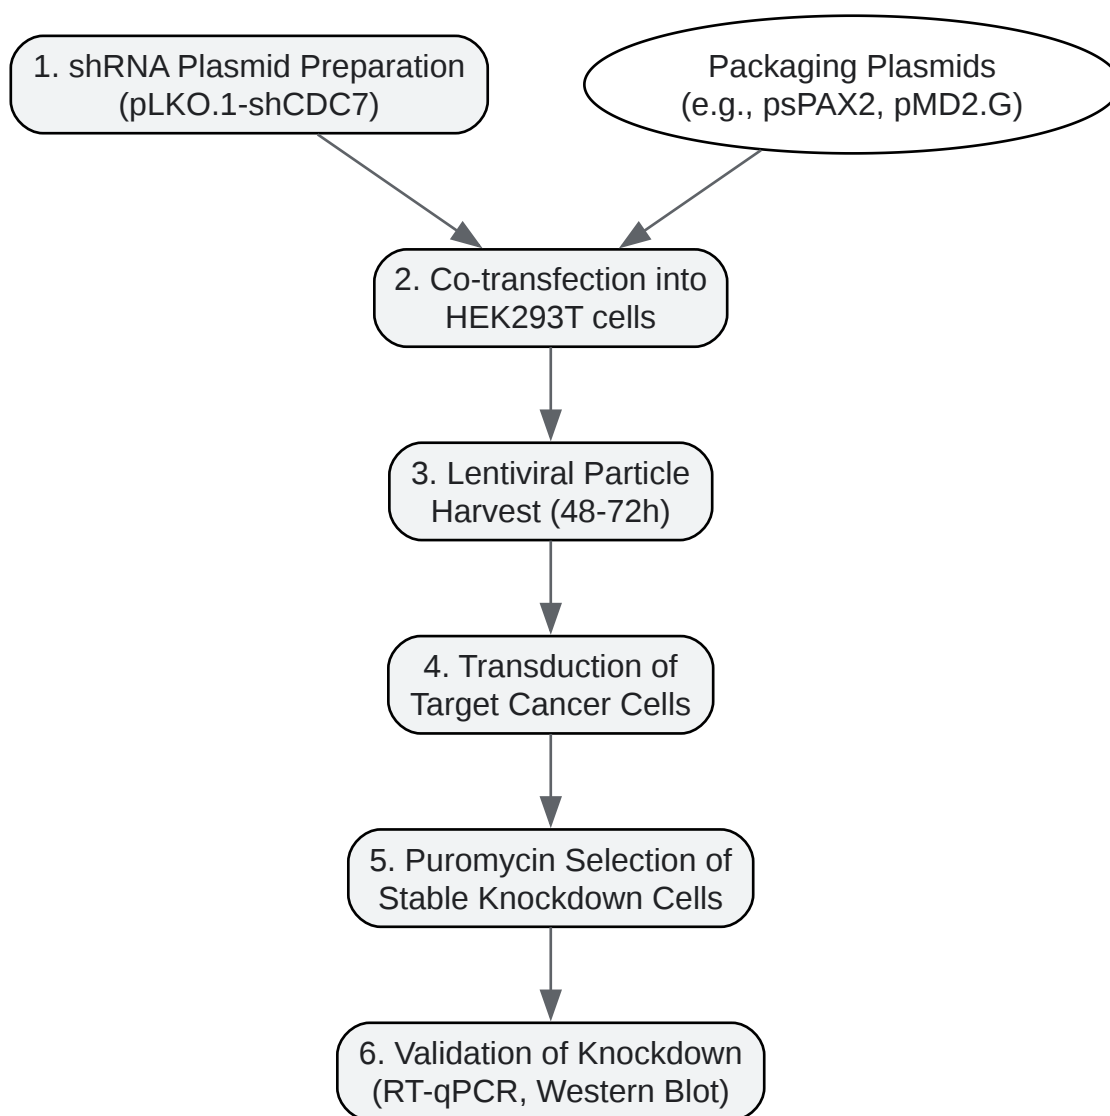 1. shRNA Plasmid Preparation
(pLKO.1-shCDC7)
Packaging Plasmids
(e.g., psPAX2, pMD2.G)
2. Co-transfection into
HEK293T cells
3. Lentiviral Particle
Harvest (48-72h)
4. Transduction of
Target Cancer Cells
5. Puromycin Selection of
Stable Knockdown Cells
6. Validation of Knockdown
(RT-qPCR, Western Blot)